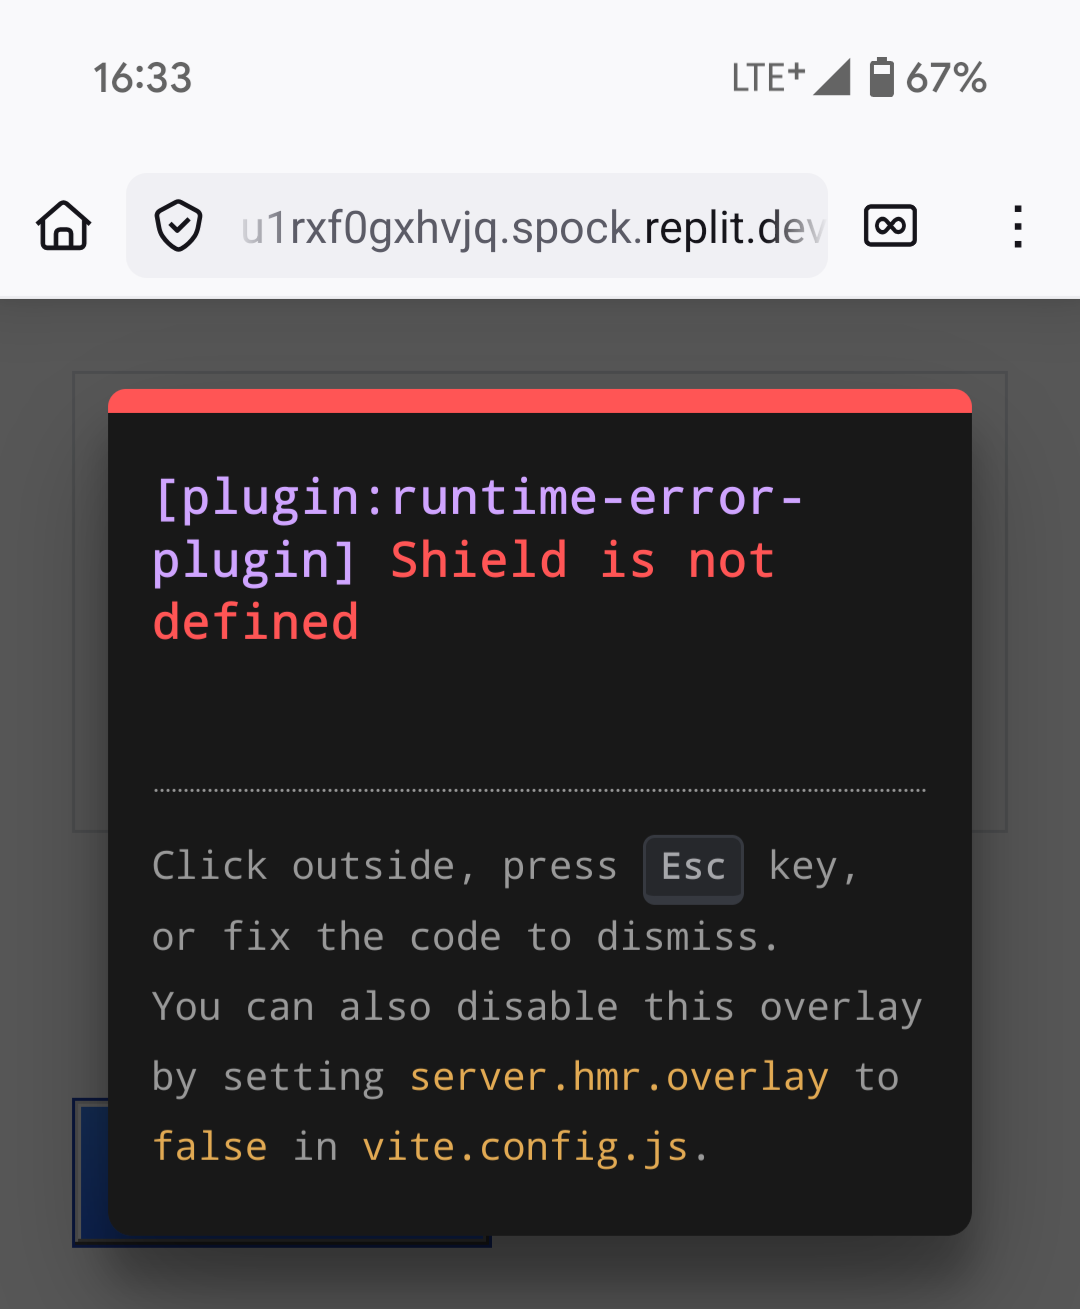 16:33 LTE+ 67%
u1rxf0gxhvjq.spock.replit.dev
[plugin:runtime-error-
plugin] Shield is not
defined
Click outside, press Esc key,
or fix the code to dismiss.
You can also disable this overlay
by setting server.hmr.overlay to
false in vite.config.js.